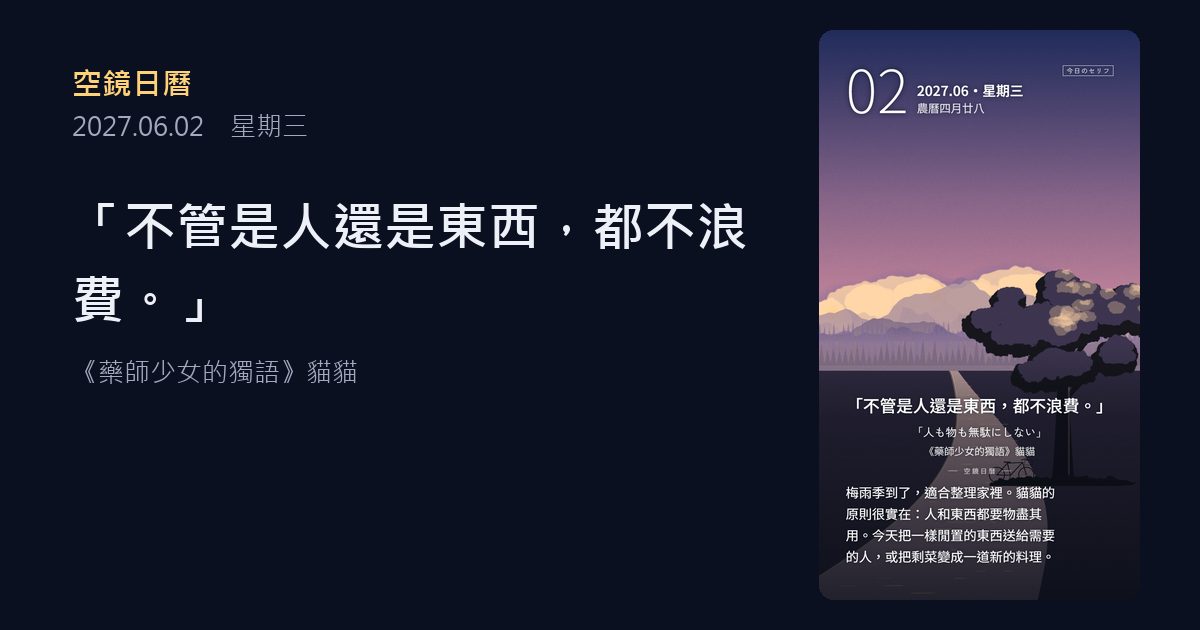 空鏡日曆
2027.06.02 星期三
「不管是人還是東西，都不浪
費。」
《藥師少女的獨語》貓貓
02
2027.06・星期三
農曆四月廿八
今日のセリフ
「不管是人還是東西，都不浪費。」
「人も物も無駄にしない」
《藥師少女的獨語》貓貓
— 空鏡日曆
梅雨季到了，適合整理家裡。貓貓的
原則很實在：人和東西都要物盡其
用。今天把一樣閒置的東西送給需要
的人，或把剩菜變成一道新的料理。